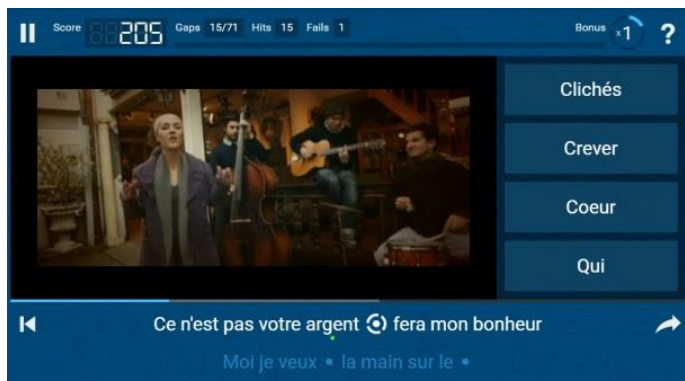 Score 205 Gaps 15/71 Hits 15 Fails 1 Bonus x1 ?
Clichés
Crever
Coeur
Qui
Ce n'est pas votre argent fera mon bonheur
Moi je veux • la main sur le •